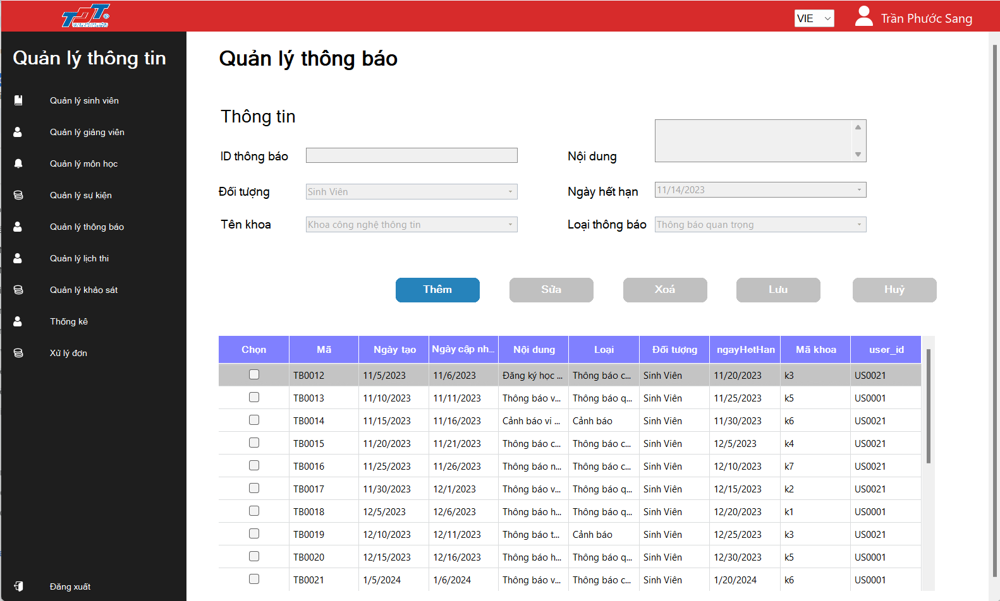 TDT
VIE
Trần Phước Sang
Quản lý thông tin
Quản lý sinh viên
Quản lý giảng viên
Quản lý môn học
Quản lý sự kiện
Quản lý thông báo
Quản lý lịch thi
Quản lý khảo sát
Thống kê
Xử lý đơn
Đăng xuất
Quản lý thông báo
Thông tin
ID thông báo
Nội dung
Đối tượng Sinh Viên
Ngày hết hạn 11/14/2023
Tên khoa Khoa công nghệ thông tin
Loại thông báo Thông báo quan trọng
Thêm Sửa Xoá Lưu Huỷ
Chọn Mã Ngày tạo Ngày cập nh... Nội dung Loại Đối tượng ngayHetHan Mã khoa user_id
TB0012 11/5/2023 11/6/2023 Đăng ký học ... Thông báo c... Sinh Viên 11/20/2023 k3 US0021
TB0013 11/10/2023 11/11/2023 Thông báo v... Thông báo q... Sinh Viên 11/25/2023 k5 US0001
TB0014 11/15/2023 11/16/2023 Cảnh báo vi ... Cảnh báo Sinh Viên 11/30/2023 k6 US0021
TB0015 11/20/2023 11/21/2023 Thông báo c... Thông báo c... Sinh Viên 12/5/2023 k4 US0021
TB0016 11/25/2023 11/26/2023 Thông báo n... Thông báo c... Sinh Viên 12/10/2023 k7 US0021
TB0017 11/30/2023 12/1/2023 Thông báo v... Thông báo q... Sinh Viên 12/15/2023 k2 US0021
TB0018 12/5/2023 12/6/2023 Thông báo h... Thông báo q... Sinh Viên 12/20/2023 k1 US0001
TB0019 12/10/2023 12/11/2023 Thông báo t... Cảnh báo Sinh Viên 12/25/2023 k3 US0021
TB0020 12/15/2023 12/16/2023 Thông báo h... Thông báo q... Sinh Viên 12/30/2023 k5 US0021
TB0021 1/5/2024 1/6/2024 Thông báo v... Thông báo c... Sinh Viên 1/20/2024 k6 US0001